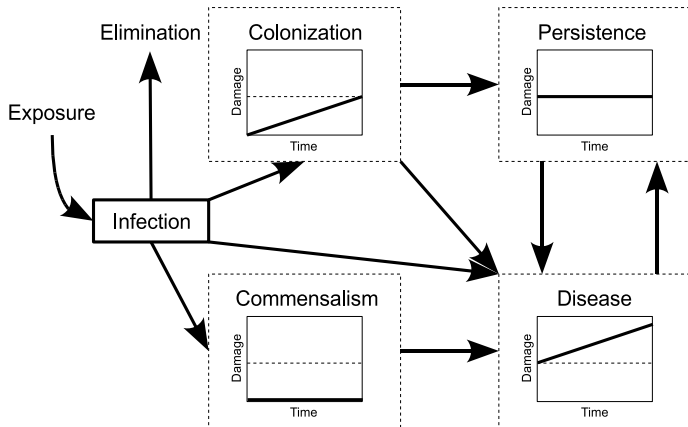 Elimination
Colonization
Persistence
Damage
Time
Damage
Time
Exposure
Infection
Commensalism
Disease
Damage
Time
Damage
Time